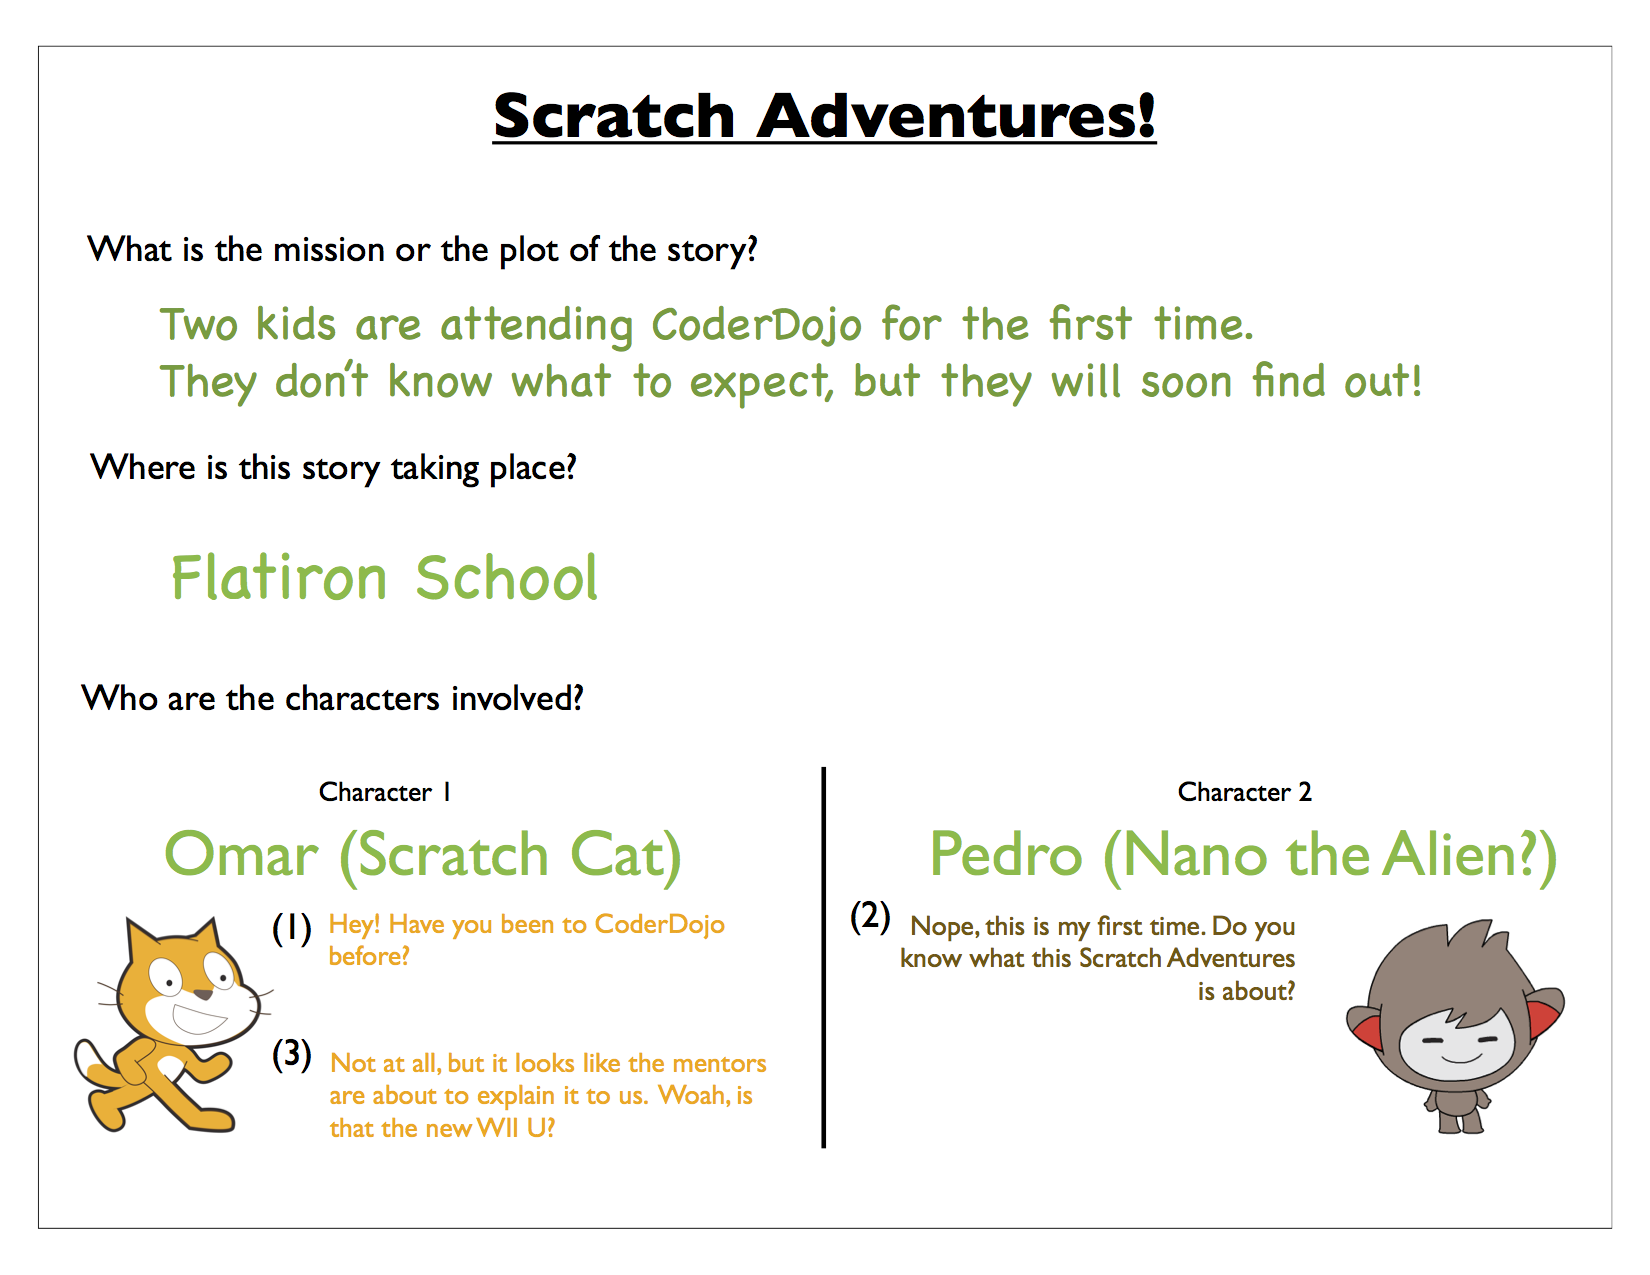 Scratch Adventures!
What is the mission or the plot of the story?
Two kids are attending CoderDojo for the first time.
They don't know what to expect, but they will soon find out!
Where is this story taking place?
Flatiron School
Who are the characters involved?
Character 1
Omar (Scratch Cat)
(1) Hey! Have you been to CoderDojo
before?
(3) Not at all, but it looks like the mentors
are about to explain it to us. Woah, is
that the new WII U?
Character 2
Pedro (Nano the Alien?)
(2) Nope, this is my first time. Do you
know what this Scratch Adventures
is about?